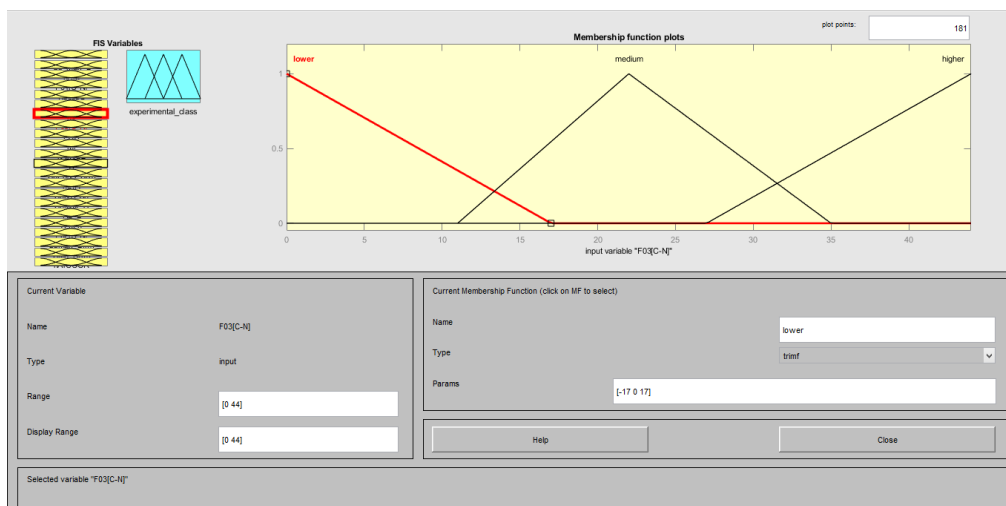 plot points:
181
FIS Variables
Membership function plots
experimental_class
lower
medium
higher
1
0.5
0
0
5
10
15
20
25
30
35
40
input variable "F03[C-N]"
Current Variable
Name
F03[C-N]
Type
input
Range
[0 44]
Display Range
[0 44]
Current Membership Function (click on MF to select)
Name
lower
Type
trimf
Params
[-17 0 17]
Help
Close
Selected variable "F03[C-N]"